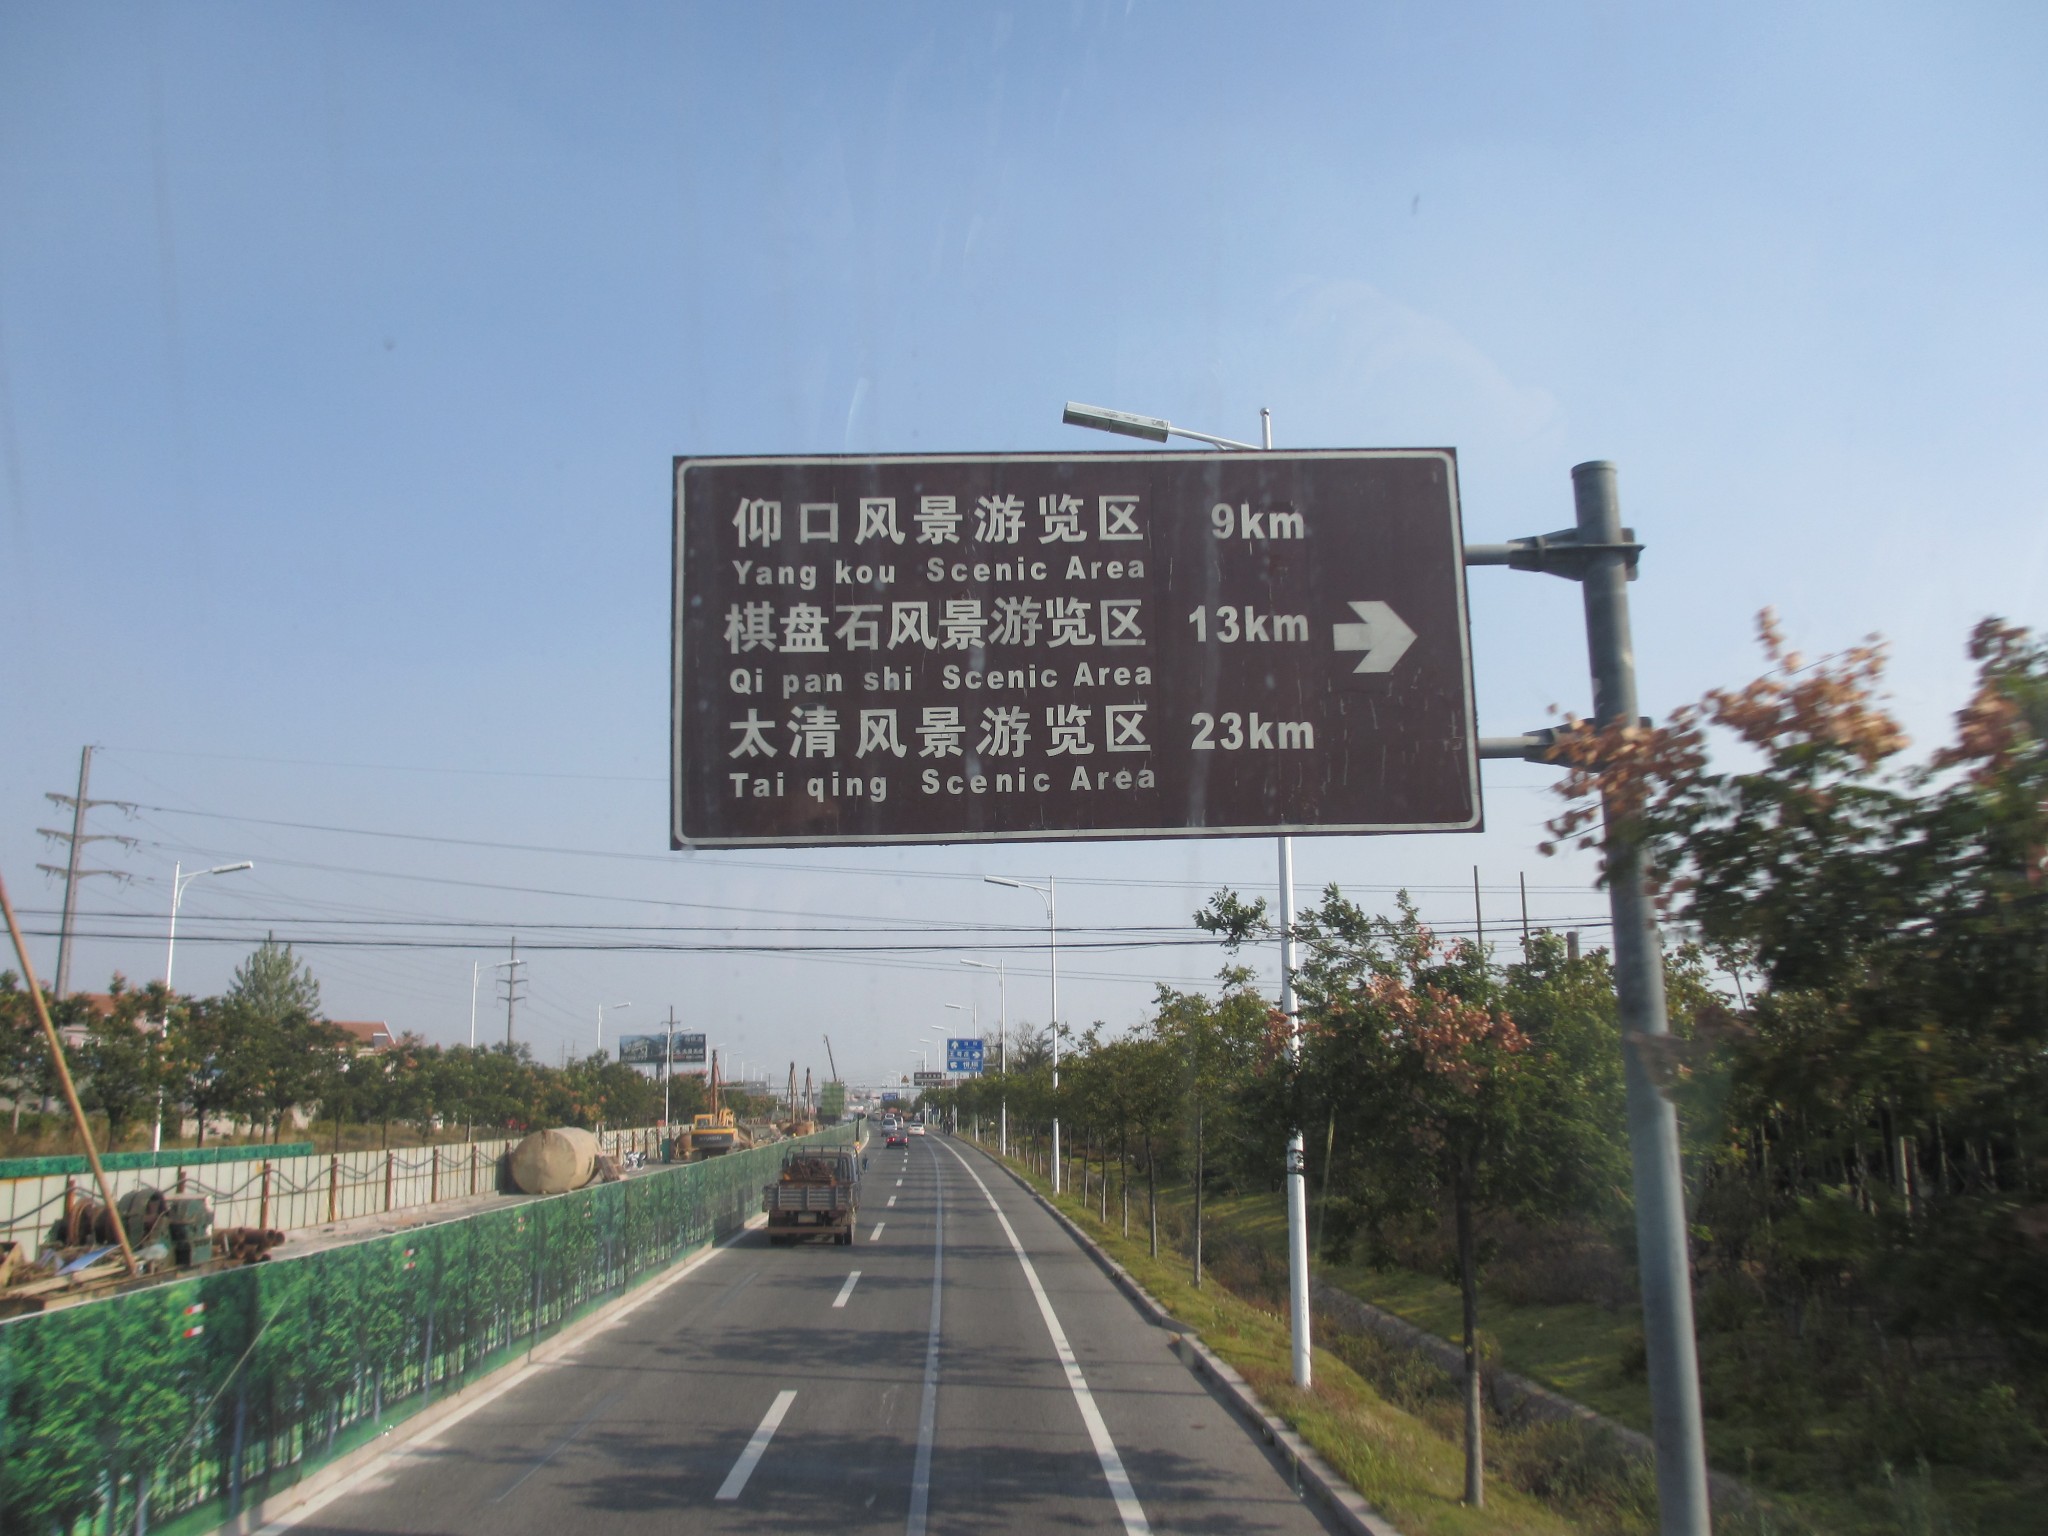 仰口风景游览区 9km
Yang kou Scenic Area
棋盘石风景游览区 13km
Qi pan shi Scenic Area
太清风景游览区 23km
Tai qing Scenic Area